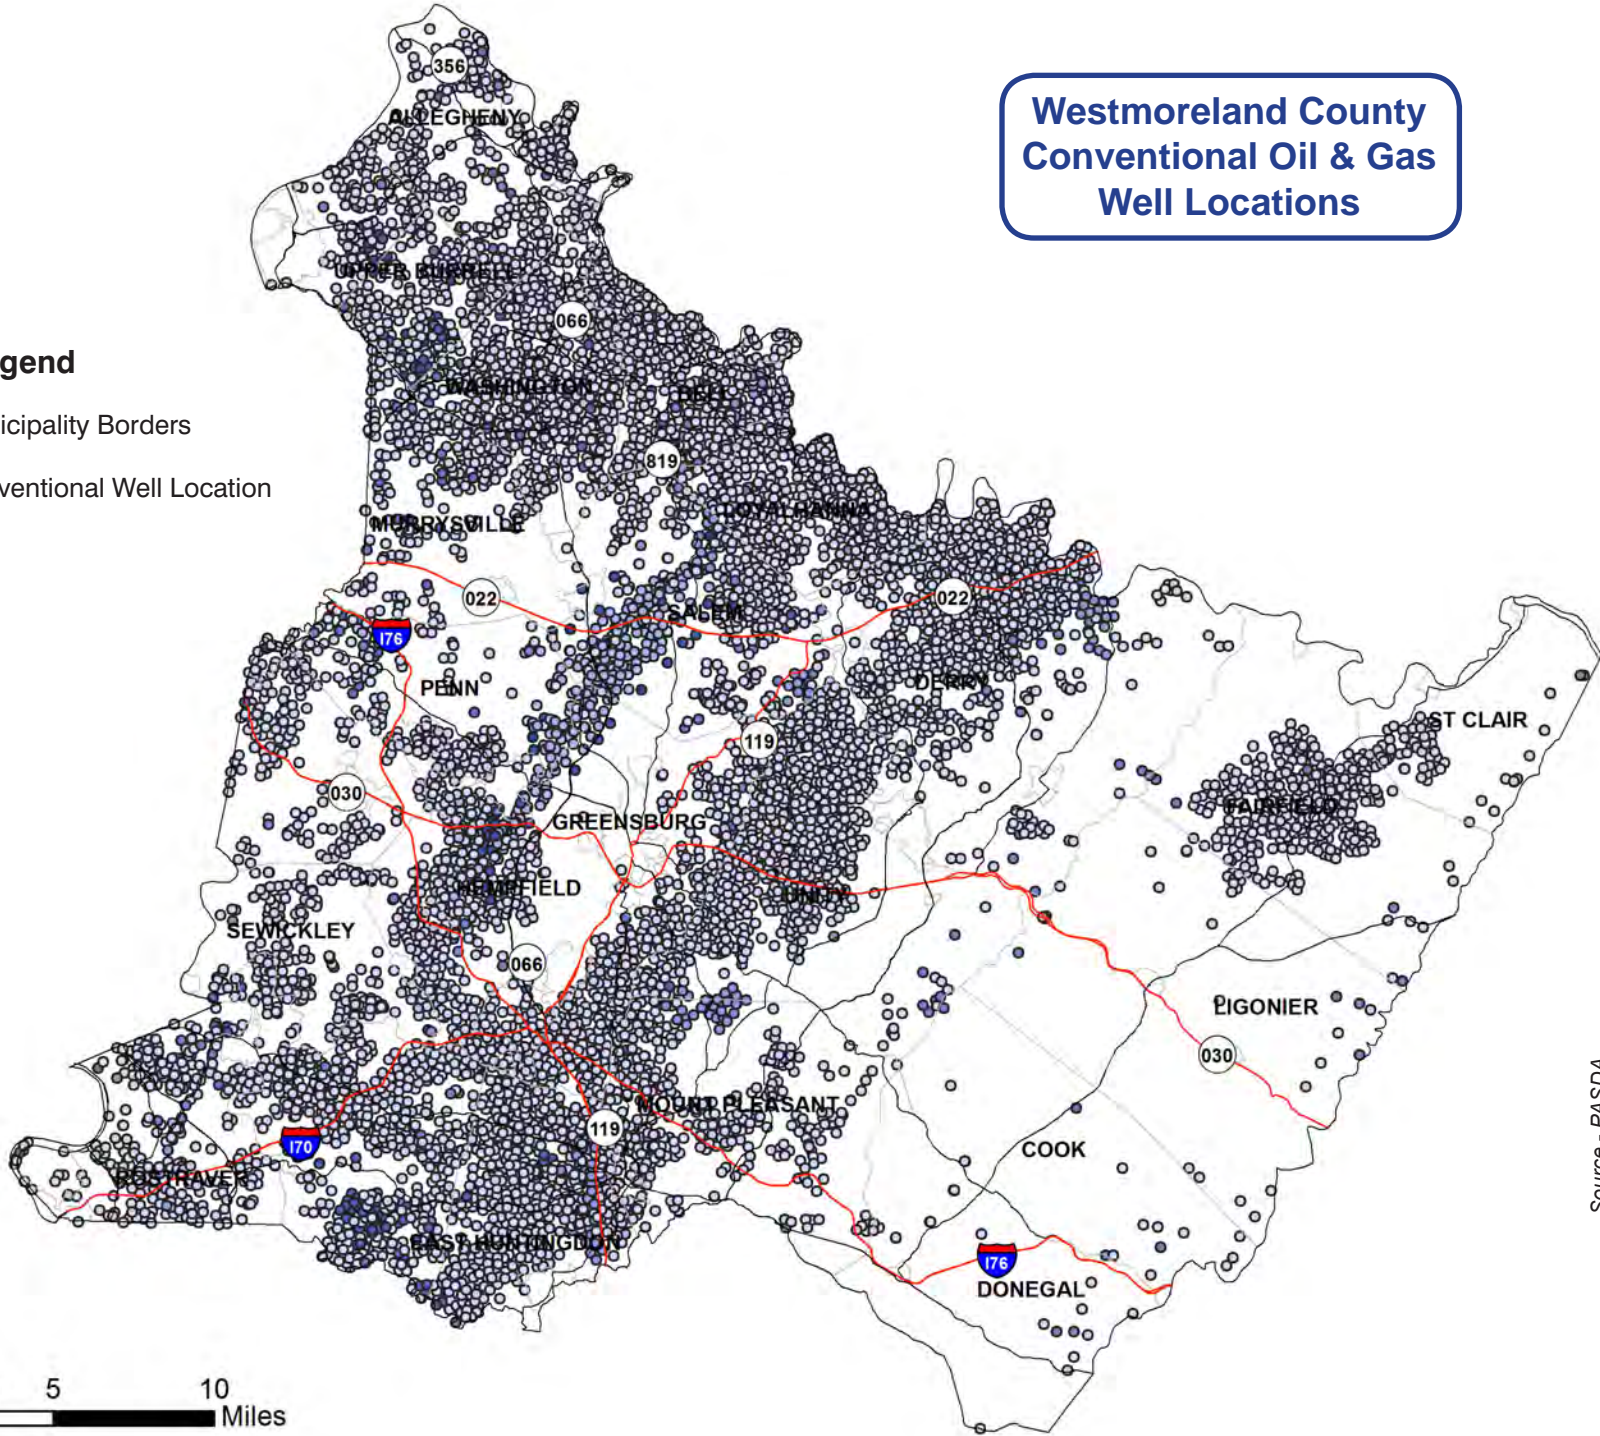 Westmoreland County
Conventional Oil & Gas
Well Locations
356
ALLEGHENY
UPPER BURRELL
066
gend
WASHINGTON
BELL
icipality Borders
819
ventional Well Location
LOYALHANNA
MURRYSVILLE
022
022
SALEM
I76
PENN
DERRY
ST CLAIR
119
030
FAIRFIELD
GREENSBURG
HEMPFIELD
UNITY
SEWICKLEY
066
LIGONIER
030
MOUNT PLEASANT
119
I70
COOK
ROSTRAVER
EAST HUNTINGDON
I76
DONEGAL
Source - PASDA
5 10
Miles